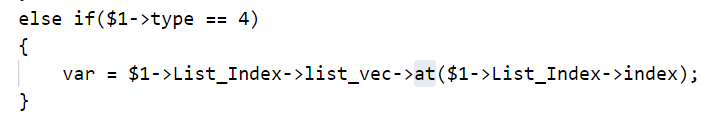 else if($1->type == 4)
{
    var = $1->List_Index->list_vec->at($1->List_Index->index);
}